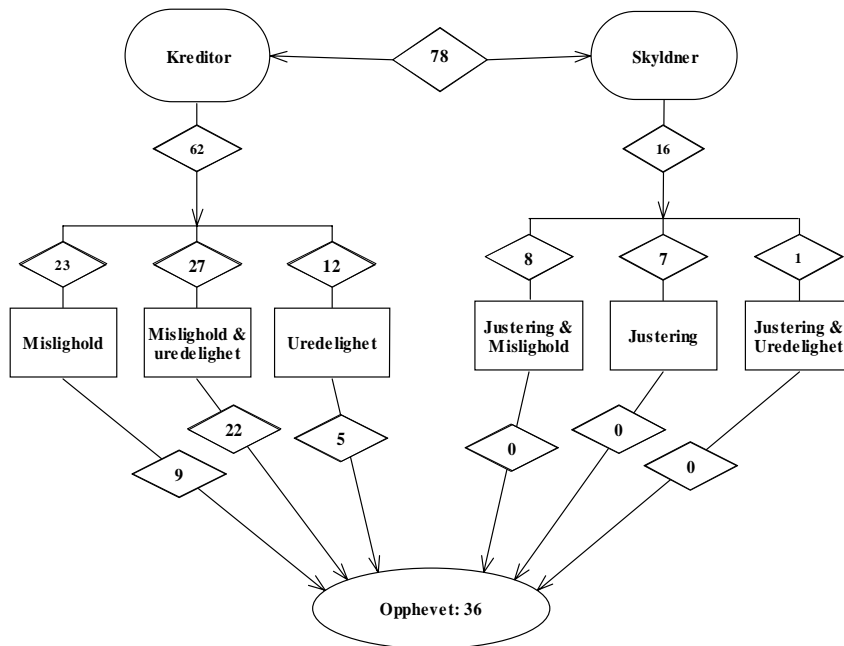 Kreditor
78
Skyldner
62
16
23
27
12
8
7
1
Mislighold
Mislighold &
uredelighet
Uredelighet
Justering &
Mislighold
Justering
Justering &
Uredelighet
9
22
5
0
0
0
Opphevet: 36